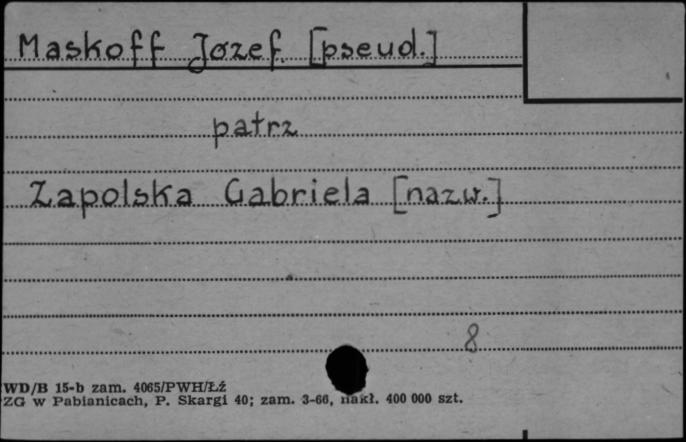 Maskoff Józef. [pseud.]
patrz
Zapolska Gabriela [nazw.]
8
WD/B 15-b zam. 4065/PWH/Łź
ZG w Pabianicach, P. Skargi 40; zam. 3-66, nakł. 400 000 szt.